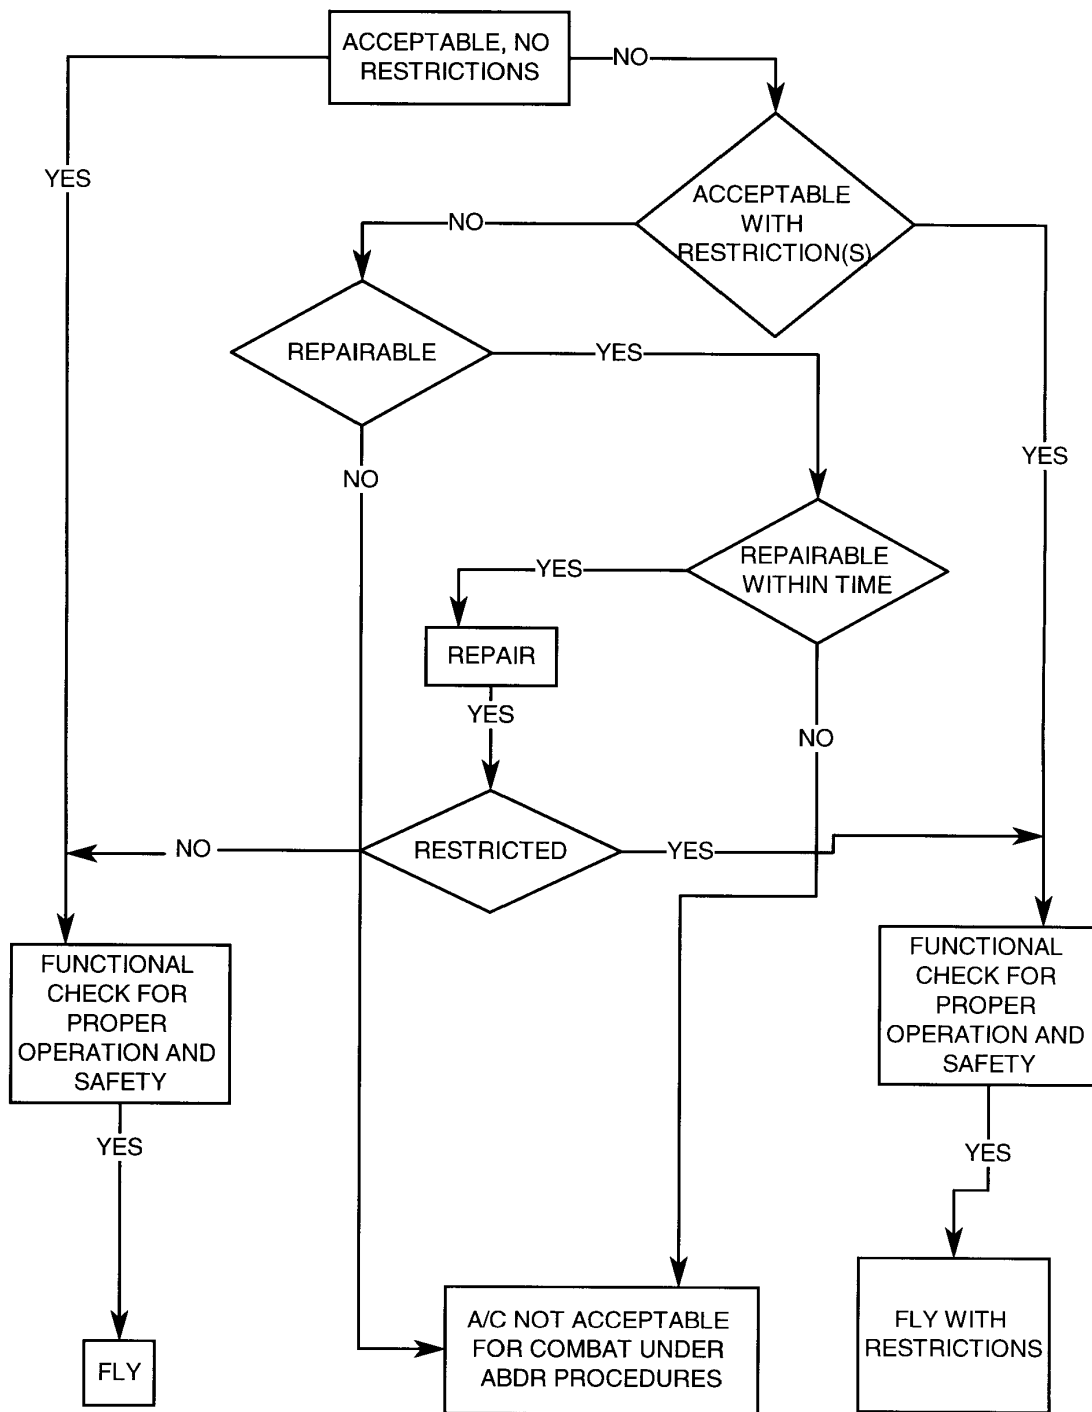 ACCEPTABLE, NO
RESTRICTIONS
NO
YES
ACCEPTABLE
WITH
RESTRICTION(S)
NO
REPAIRABLE
YES
YES
NO
REPAIRABLE
WITHIN TIME
YES
REPAIR
YES
NO
NO
RESTRICTED
YES
FUNCTIONAL
CHECK FOR
PROPER
OPERATION AND
SAFETY
FUNCTIONAL
CHECK FOR
PROPER
OPERATION AND
SAFETY
YES
YES
A/C NOT ACCEPTABLE
FOR COMBAT UNDER
ABDR PROCEDURES
FLY WITH
RESTRICTIONS
FLY